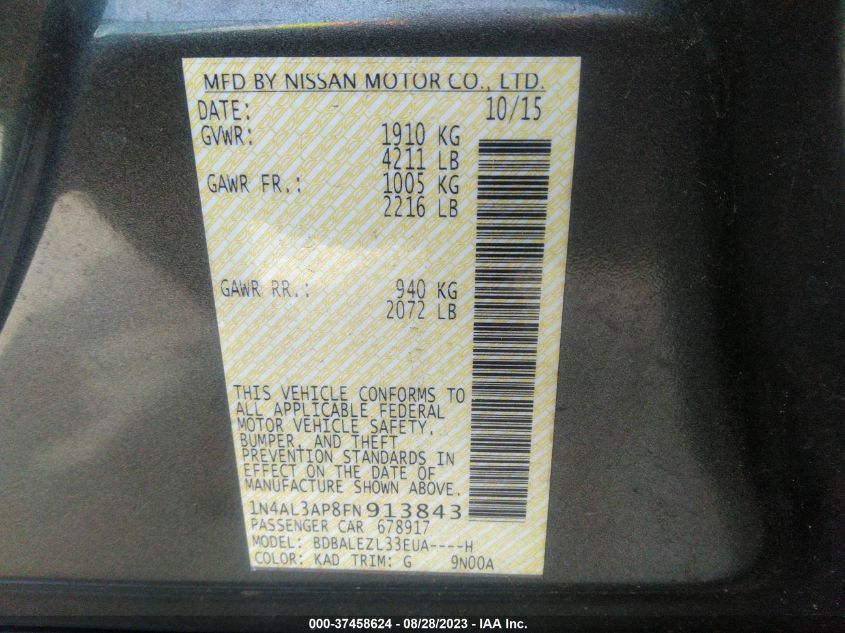 MFD BY NISSAN MOTOR CO., LTD.
DATE: 10/15
GVWR: 1910 KG
4211 LB
GAWR FR.: 1005 KG
2216 LB
GAWR RR.: 940 KG
2072 LB
THIS VEHICLE CONFORMS TO
ALL APPLICABLE FEDERAL
MOTOR VEHICLE SAFETY,
BUMPER, AND THEFT
PREVENTION STANDARDS IN
EFFECT ON THE DATE OF
MANUFACTURE SHOWN ABOVE.
1N4AL3AP8FN913843
PASSENGER CAR 678917
MODEL: BDBALEZL33EUA----H
COLOR: KAD TRIM: G 9N00A
000-37458624 - 08/28/2023 - IAA Inc.